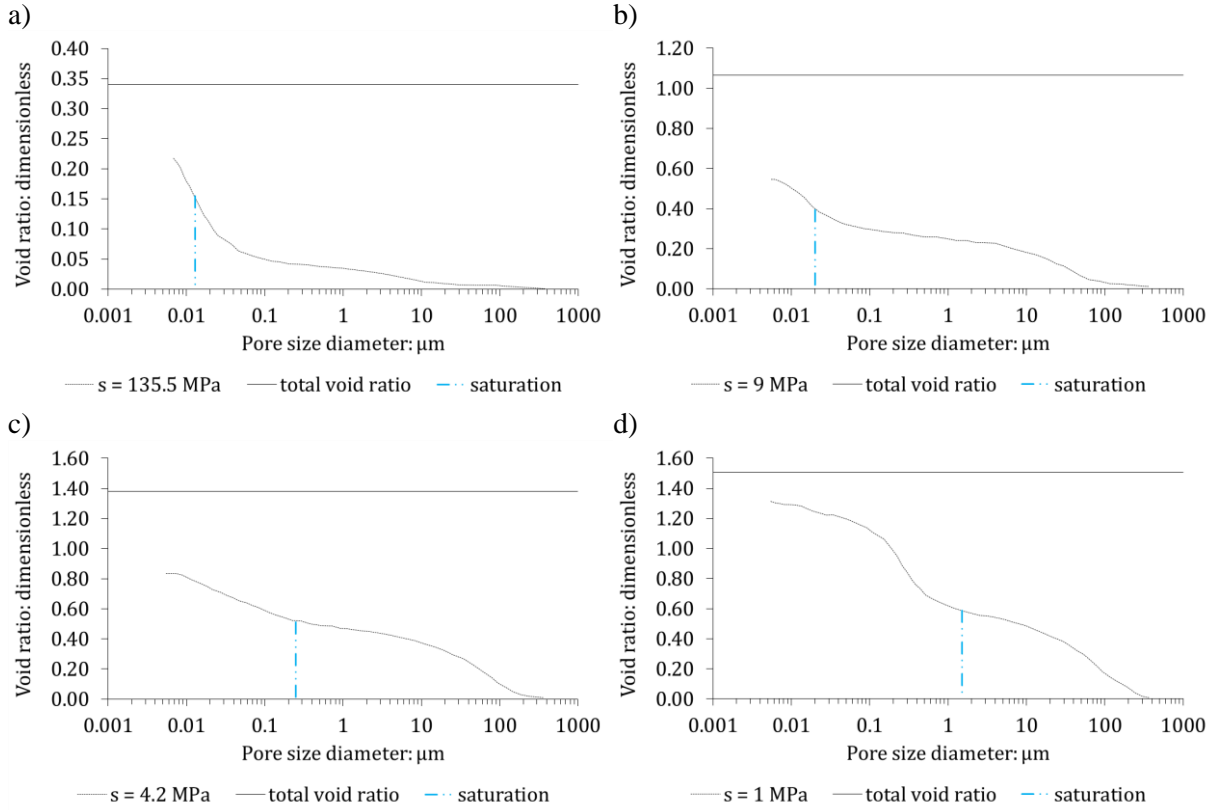 a)
0.40
0.35
0.30
0.25
0.20
0.15
0.10
0.05
0.00
Void ratio: dimensionless
0.001 0.01 0.1 1 10 100 1000
Pore size diameter: μm
s = 135.5 MPa total void ratio saturation
b)
1.20
1.00
0.80
0.60
0.40
0.20
0.00
Void ratio: dimensionless
0.001 0.01 0.1 1 10 100 1000
Pore size diameter: μm
s = 9 MPa total void ratio saturation
c)
1.60
1.40
1.20
1.00
0.80
0.60
0.40
0.20
0.00
Void ratio: dimensionless
0.001 0.01 0.1 1 10 100 1000
Pore size diameter: μm
s = 4.2 MPa total void ratio saturation
d)
1.60
1.40
1.20
1.00
0.80
0.60
0.40
0.20
0.00
Void ratio: dimensionless
0.001 0.01 0.1 1 10 100 1000
Pore size diameter: μm
s = 1 MPa total void ratio saturation